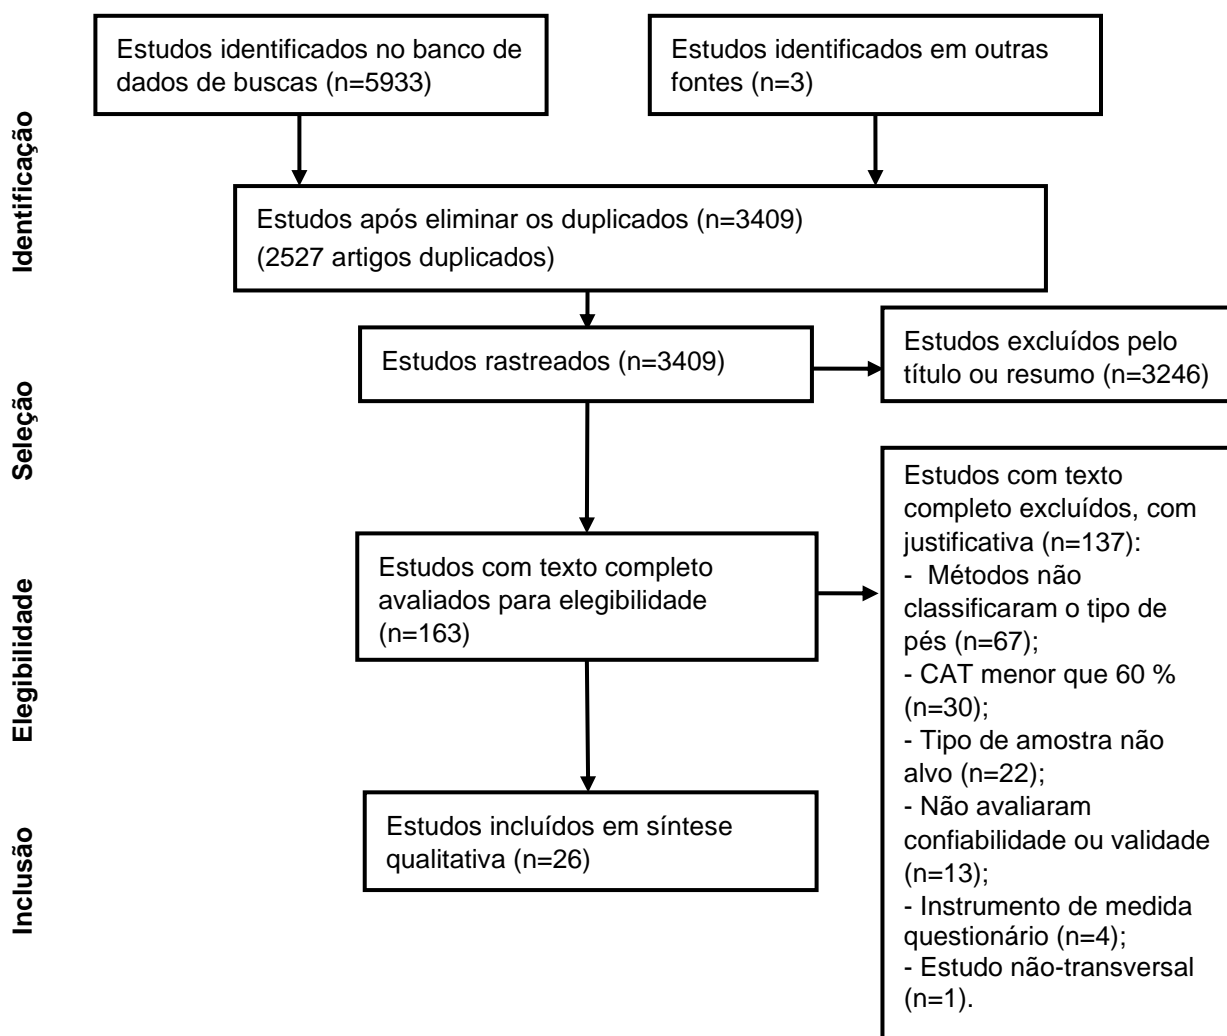 Estudos identificados no banco de
dados de buscas (n=5933)
Estudos identificados em outras
fontes (n=3)
Identificação
Estudos após eliminar os duplicados (n=3409)
(2527 artigos duplicados)
Seleção
Estudos rastreados (n=3409)
Estudos excluídos pelo
título ou resumo (n=3246)
Elegibilidade
Estudos com texto completo
avaliados para elegibilidade
(n=163)
Estudos com texto
completo excluídos, com
justificativa (n=137):
- Métodos não
classificaram o tipo de
pés (n=67);
- CAT menor que 60 %
(n=30);
- Tipo de amostra não
alvo (n=22);
- Não avaliaram
confiabilidade ou validade
(n=13);
- Instrumento de medida
questionário (n=4);
- Estudo não-transversal
(n=1).
Inclusão
Estudos incluídos em síntese
qualitativa (n=26)